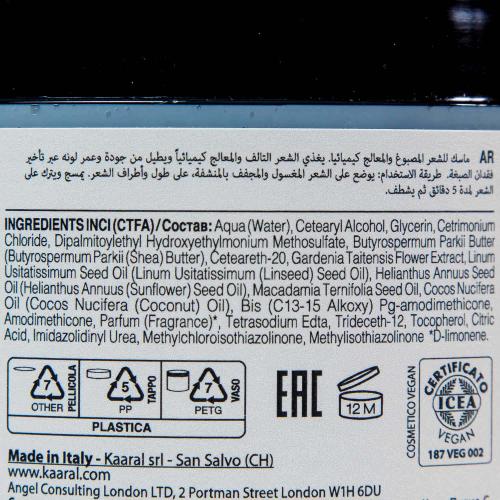 AR ماسك للشعر المصبوغ والمعالج كيميائيا. يغذي الشعر التالف والمعالج كيميائياً ويطيل من جودة وعمر لونه عبر تأخير
فقدان الصبغة. طريقة الاستخدام: يوضع على الشعر المغسول والمجفف بالمنشفة، على طول وأطراف الشعر. يمسج ويترك على
الشعر لمدة 5 دقائق ثم يشطف.
INGREDIENTS INCI (CTFA)/Состав: Aqua (Water), Cetearyl Alcohol, Glycerin, Cetrimonium
Chloride, Dipalmitoylethyl Hydroxyethylmonium Methosulfate, Butyrospermum Parkii Butter
(Butyrospermum Parkii (Shea) Butter), Ceteareth-20, Gardenia Taitensis Flower Extract, Linum
Usitatissimum Seed Oil (Linum Usitatissimum (Linseed) Seed Oil), Helianthus Annuus Seed
Oil (Helianthus Annuus (Sunflower) Seed Oil), Macadamia Ternifolia Seed Oil, Cocos Nucifera
Oil (Cocos Nucifera (Coconut) Oil), Bis (C13-15 Alkoxy) Pg-amodimethicone,
Amodimethicone, Parfum (Fragrance)*, Tetrasodium Edta, Trideceth-12, Tocopherol, Citric
Acid, Imidazolidinyl Urea, Methylchloroisothiazolinone, Methylisothiazolinone *D-limonene.
7
OTHER
PELLICOLA
5
PP
TAPPO
7
PETG
VASO
PLASTICA
EAC
12 M
COSMETICO VEGAN
CERTIFICATO
ICEA
VEGAN
187 VEG 002
Made in Italy - Kaaral srl - San Salvo (CH)
www.kaaral.com
Angel Consulting London LTD, 2 Portman Street London W1H 6DU